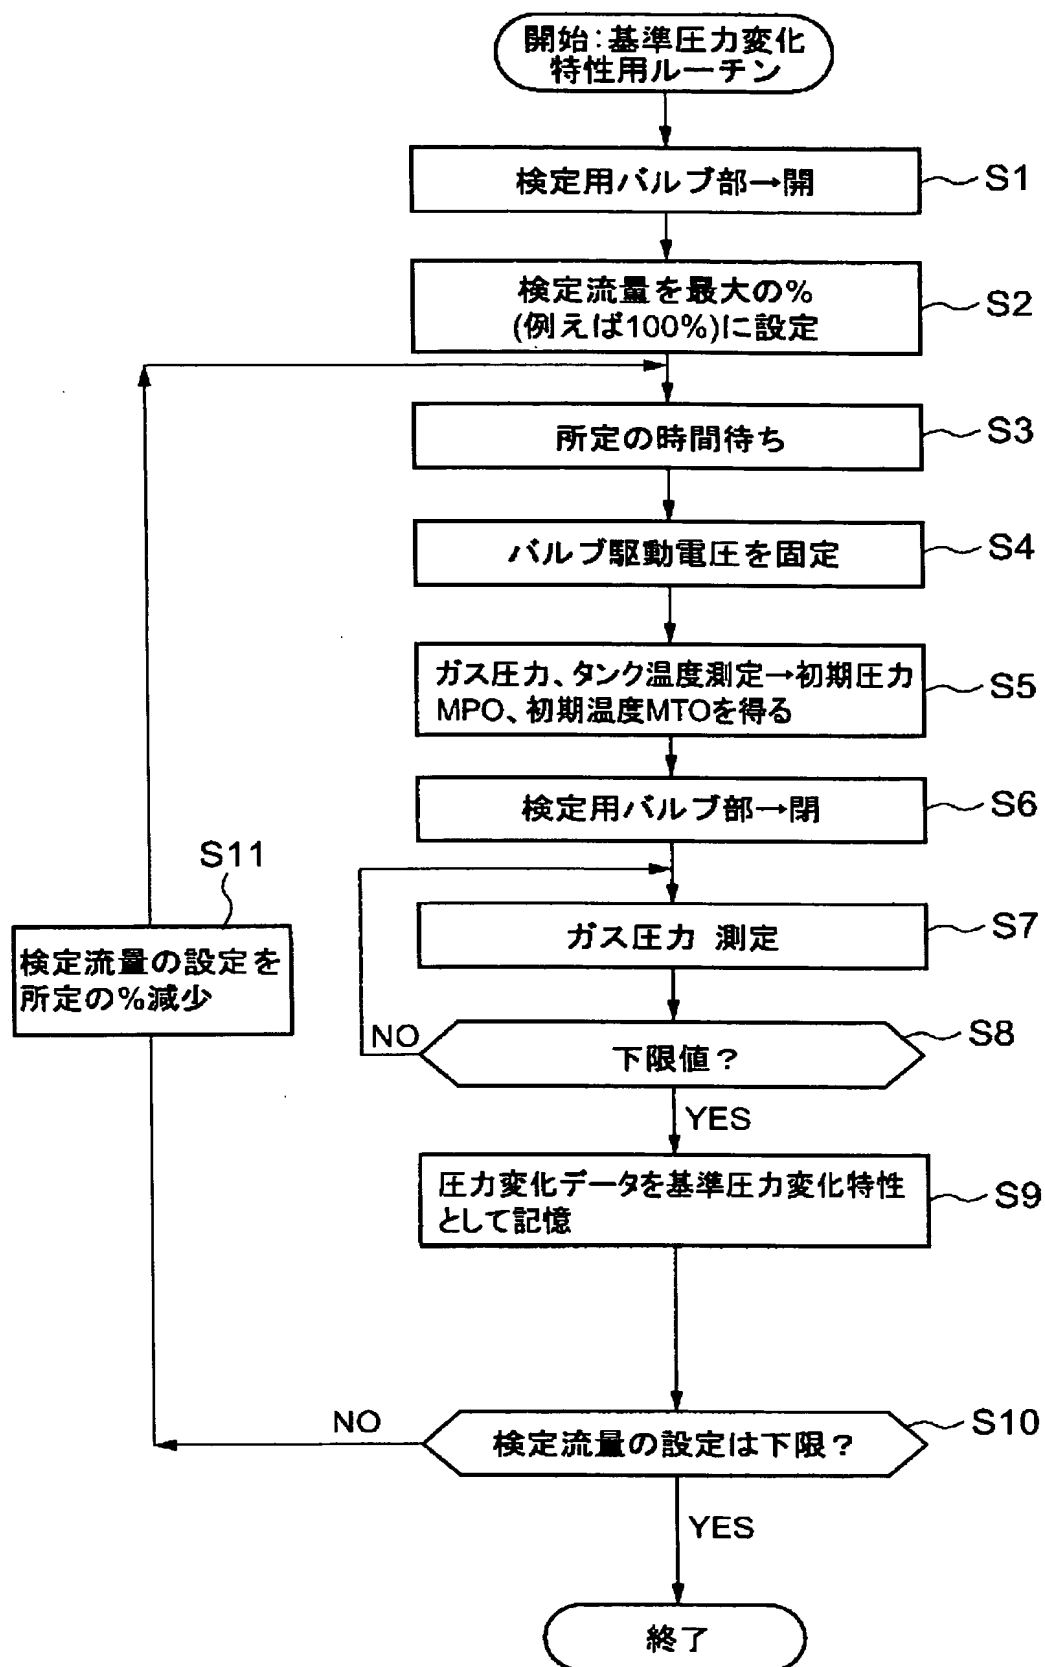 開始：基準圧力変化
特性用ルーチン
検定用バルブ部→開
S1
検定流量を最大の%
(例えば100%)に設定
S2
所定の時間待ち
S3
バルブ駆動電圧を固定
S4
ガス圧力、タンク温度測定→初期圧力
MPO、初期温度MTOを得る
S5
検定用バルブ部→閉
S6
S11
検定流量の設定を
所定の%減少
ガス圧力 測定
S7
NO
下限値？
S8
YES
圧力変化データを基準圧力変化特性
として記憶
S9
NO
検定流量の設定は下限？
S10
YES
終了